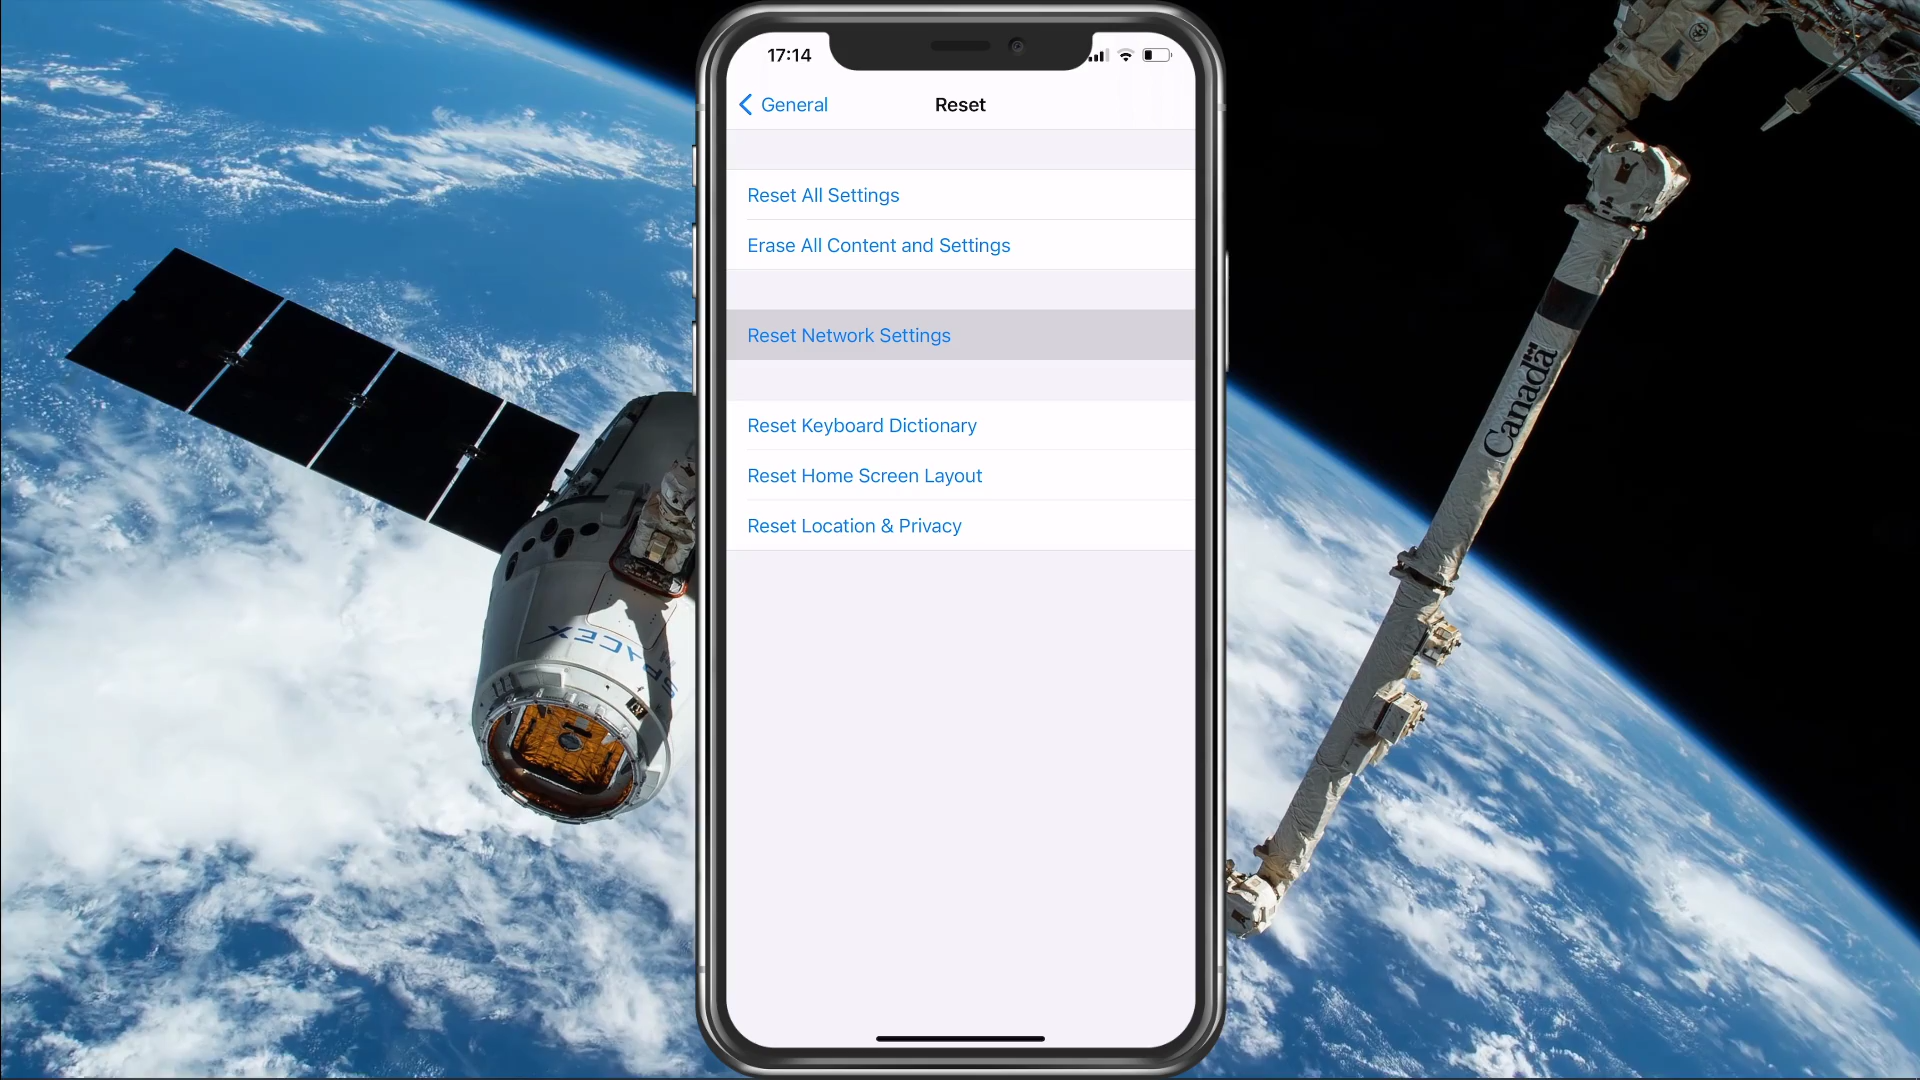 17:14
General
Reset
Reset All Settings
Erase All Content and Settings
Reset Network Settings
Reset Keyboard Dictionary
Reset Home Screen Layout
Reset Location & Privacy
SPACEX
Canada